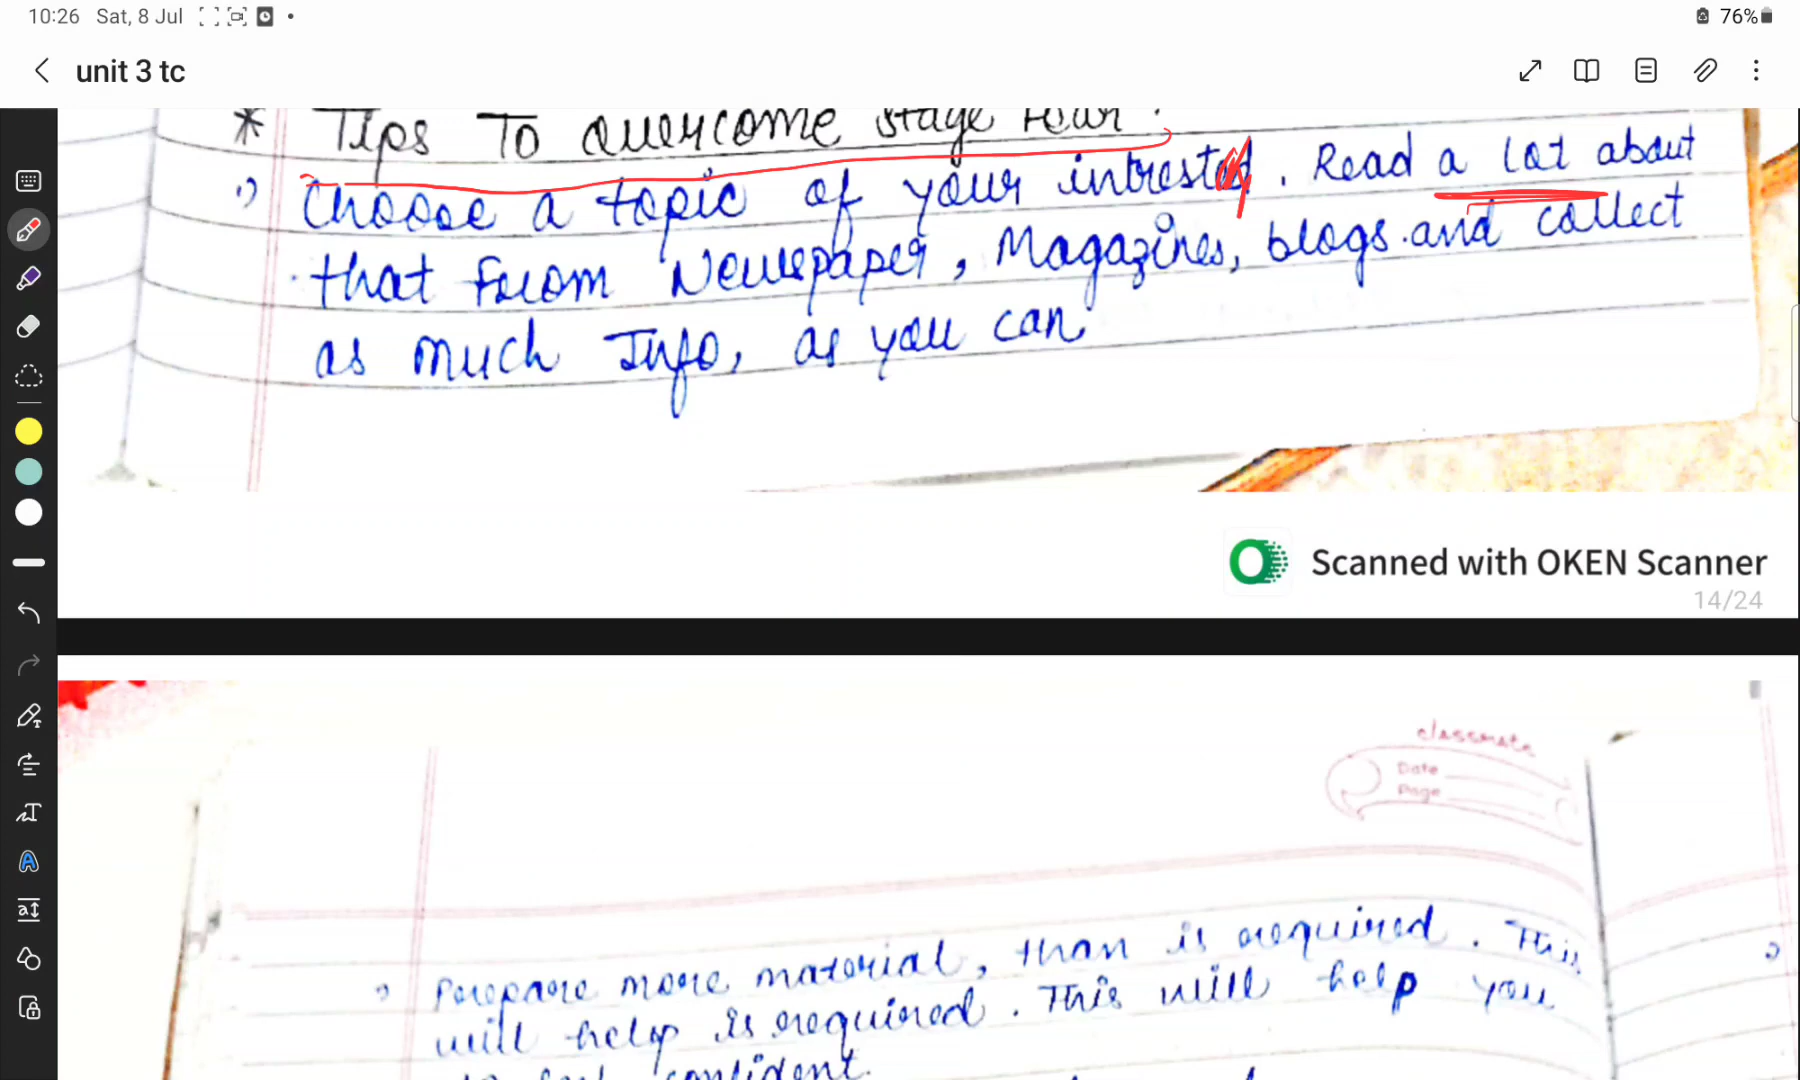 10:26 Sat, 8 Jul
76%
unit 3 tc
* Tips To overcome stage Fear.
1) Choose a topic of your intrest. Read a lot about
that from Newspaper, Magazines, blogs and collect
as much Info, as you can
Scanned with OKEN Scanner
14/24
classmate
Date
Page
Prepare more material, than is required. This
will help is required. This will help you
to feel confident.